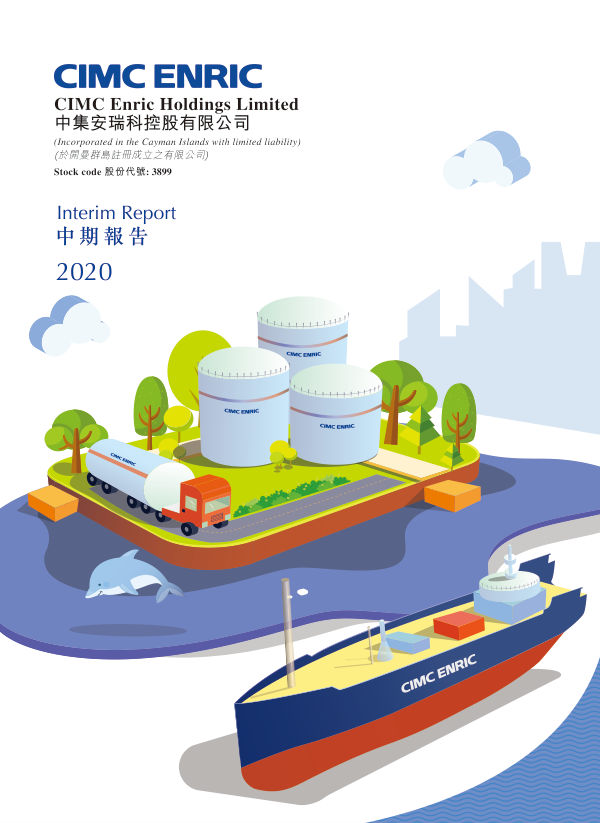 CIMC ENRIC
CIMC Enric Holdings Limited
中集安瑞科控股有限公司
(Incorporated in the Cayman Islands with limited liability)
(於開曼群島註冊成立之有限公司)
Stock code 股份代號: 3899
Interim Report
中期報告
2020
CIMC ENRIC
CIMC ENRIC
CIMC ENRIC
CIMC ENRIC
CIMC ENRIC